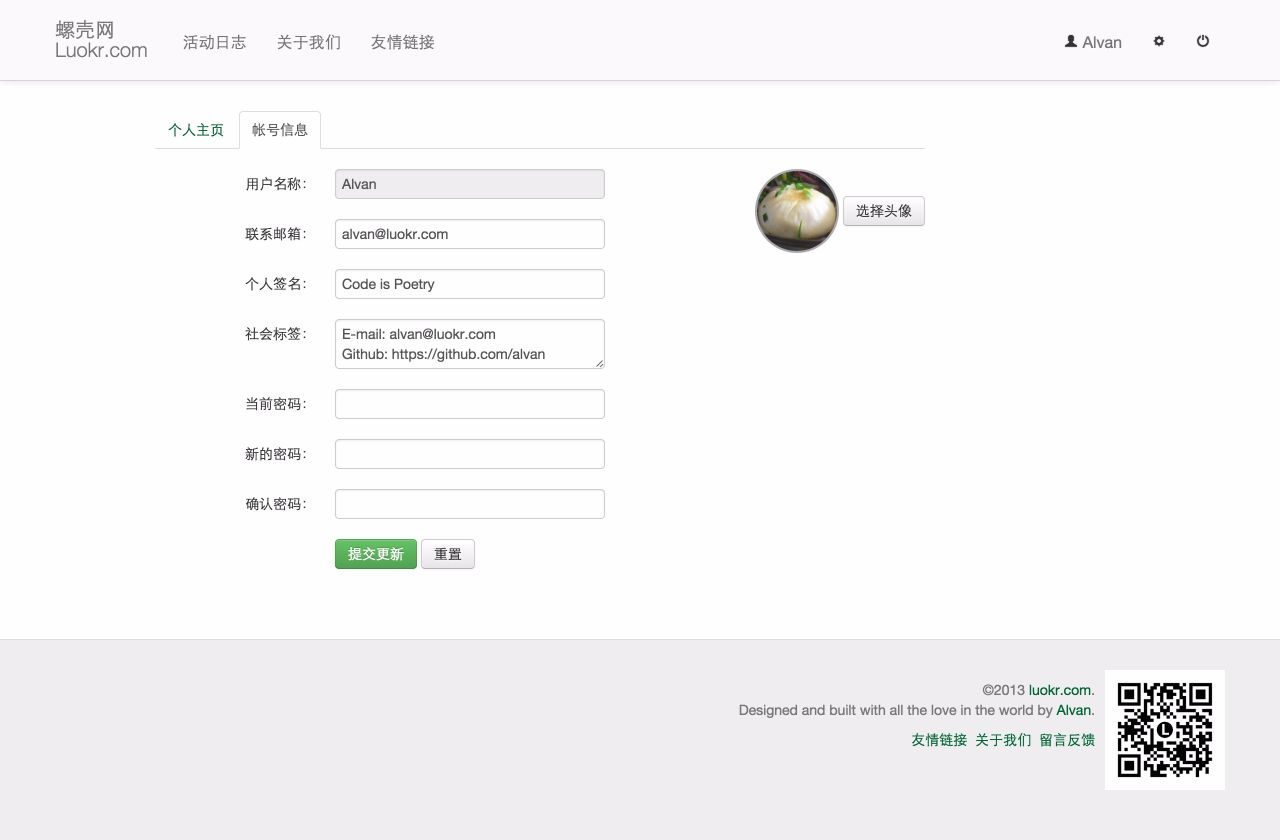 螺壳网
Luokr.com
活动日志
关于我们
友情链接
Alvan
个人主页
帐号信息
用户名称：
Alvan
选择头像
联系邮箱：
alvan@luokr.com
个人签名：
Code is Poetry
社会标签：
E-mail: alvan@luokr.com
Github: https://github.com/alvan
当前密码：
新的密码：
确认密码：
提交更新
重置
©2013 luokr.com.
Designed and built with all the love in the world by Alvan.
友情链接 关于我们 留言反馈
L